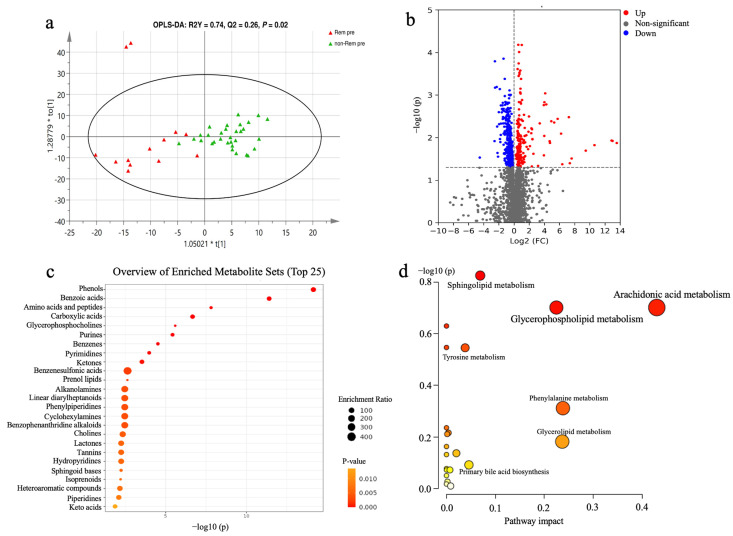 a
OPLS-DA: R2Y = 0.74, Q2 = 0.26, P = 0.02
Rem pre
non-Rem pre
1.28779 * to[1]
40
30
20
10
0
-10
-20
-30
-40
-25 -20 -15 -10 -5 0 5 10 15 20
1.05021 * t[1]
b
Up
Non-significant
Down
−log10 (p)
5
4
3
2
1
0
-10 -8 -6 -4 -2 0 2 4 6 8 10 12 14
Log2 (FC)
c
Overview of Enriched Metabolite Sets (Top 25)
Phenols
Benzoic acids
Amino acids and peptides
Carboxylic acids
Glycerophosphocholines
Purines
Benzenes
Pyrimidines
Ketones
Benzenesulfonic acids
Prenol lipids
Alkanolamines
Linear diarylheptanoids
Phenylpiperidines
Cyclohexylamines
Benzophenanthridine alkaloids
Cholines
Lactones
Tannins
Hydropyridines
Sphingoid bases
Isoprenoids
Heteroaromatic compounds
Piperidines
Keto acids
5 10
−log10 (p)
Enrichment Ratio
100
200
300
400
P-value
0.010
0.005
0.000
d
−log10 (p)
0.8
0.6
0.4
0.2
0.0
Sphingolipid metabolism
Arachidonic acid metabolism
Glycerophospholipid metabolism
Tyrosine metabolism
Phenylalanine metabolism
Glycerolipid metabolism
Primary bile acid biosynthesis
0.0 0.1 0.2 0.3 0.4
Pathway impact